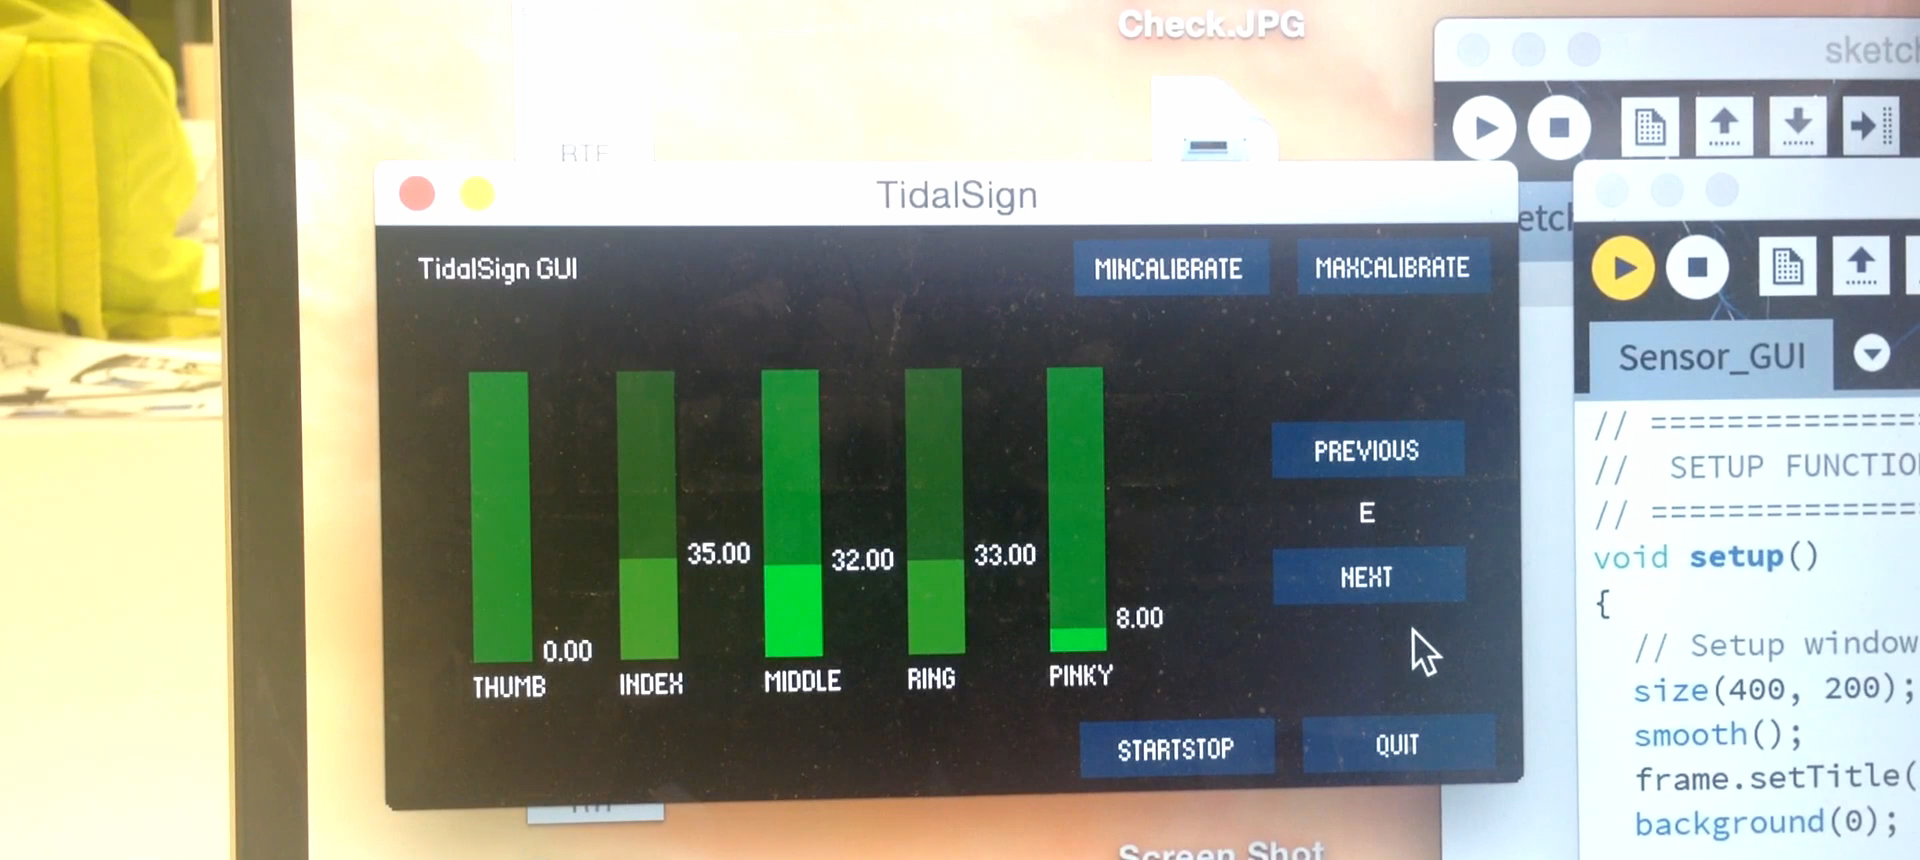 Check.JPG
sketch
RTF
TidalSign
etch
TidalSign GUI
MINCALIBRATE
MAXCALIBRATE
Sensor_GUI
// ==============
// SETUP FUNCTIO
// ==============
PREVIOUS
E
NEXT
35.00
32.00
33.00
8.00
0.00
THUMB
INDEX
MIDDLE
RING
PINKY
STARTSTOP
QUIT
void setup()
{
// Setup window
size(400, 200);
smooth();
frame.setTitle(
background(0);
Screen Shot